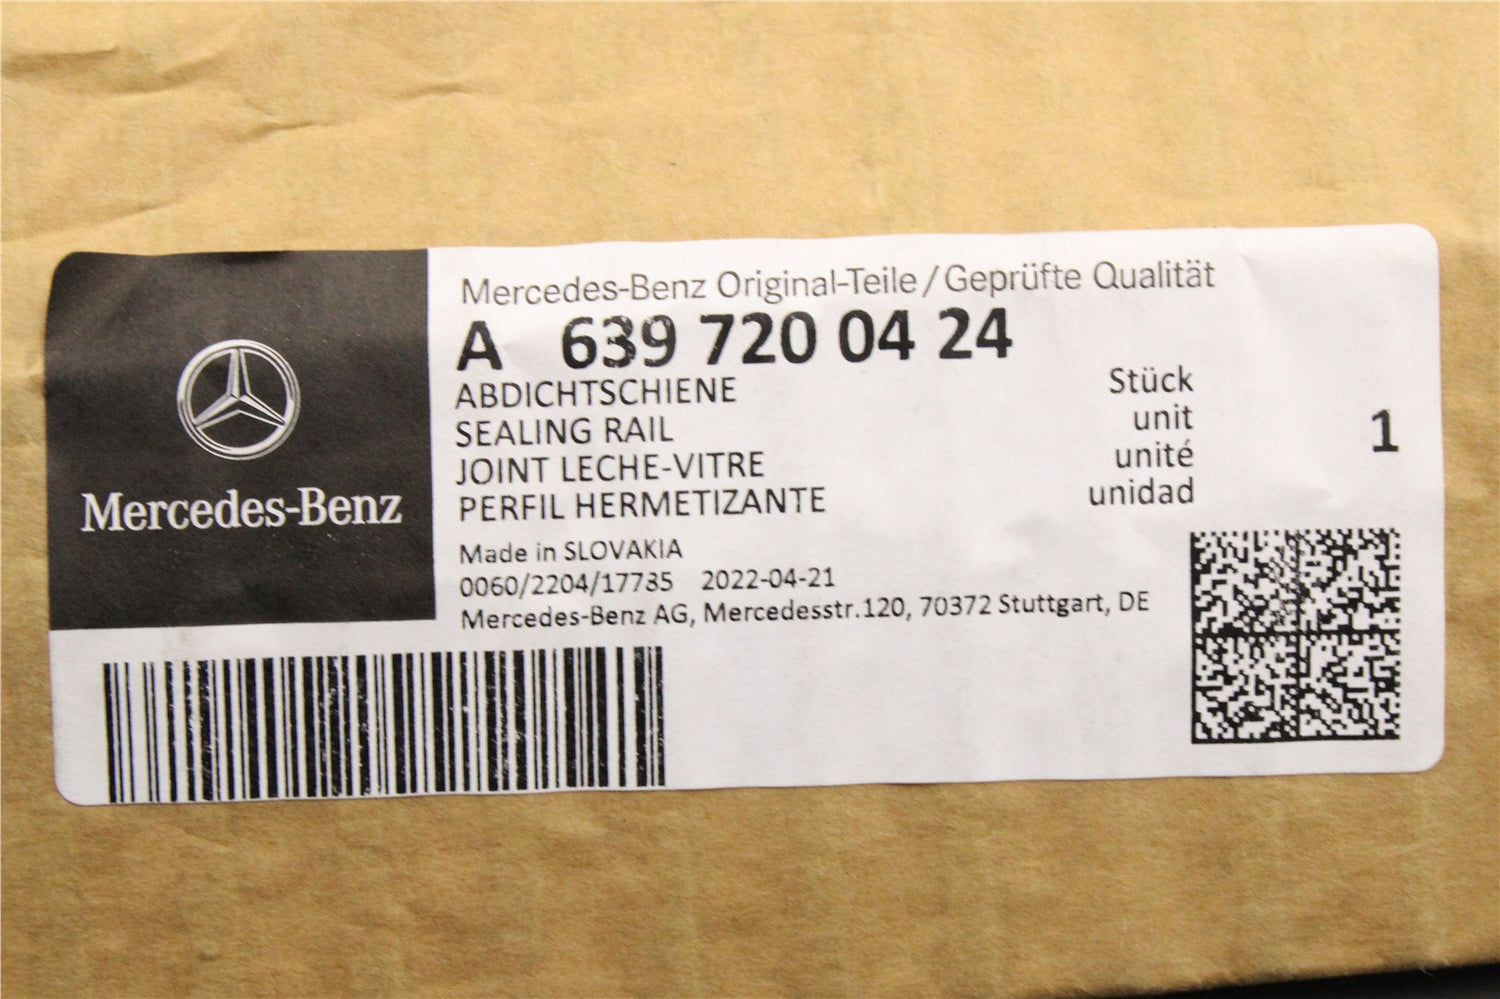 Mercedes-Benz
Mercedes-Benz Original-Teile/Geprüfte Qualität
A 639 720 04 24
ABDICHTSCHIENE
SEALING RAIL
JOINT LECHE-VITRE
PERFIL HERMETIZANTE
Stück
unit
unité
unidad
1
Made in SLOVAKIA
0060/2204/17735 2022-04-21
Mercedes-Benz AG, Mercedesstr.120, 70372 Stuttgart, DE